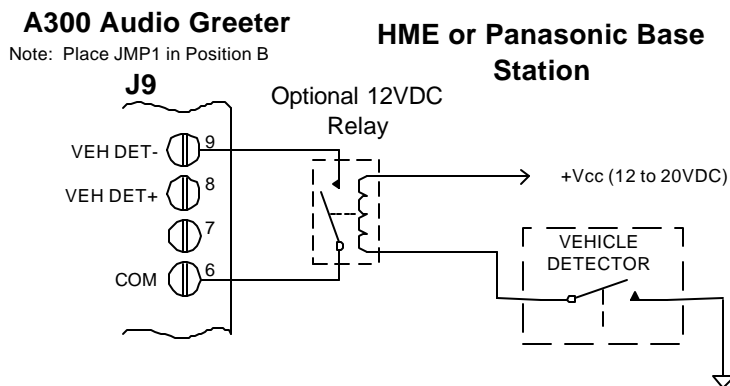 A300 Audio Greeter
Note: Place JMP1 in Position B
HME or Panasonic Base
Station
J9
Optional 12VDC
Relay
VEH DET-
9
VEH DET+
8
7
COM
6
+Vcc (12 to 20VDC)
VEHICLE
DETECTOR